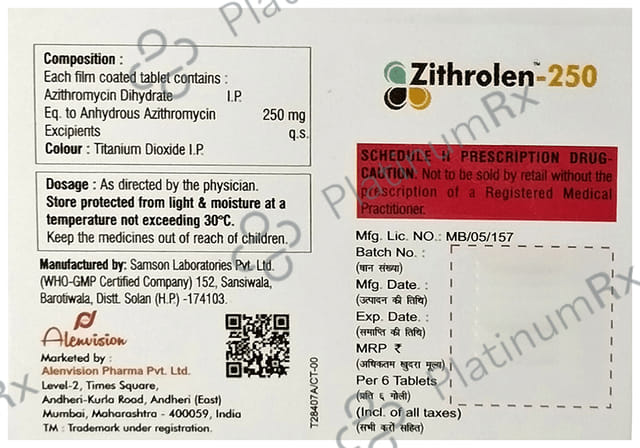 Composition :
Each film coated tablet contains :
Azithromycin Dihydrate I.P.
Eq. to Anhydrous Azithromycin 250 mg
Excipients q.s.
Colour : Titanium Dioxide I.P.
Dosage : As directed by the physician.
Store protected from light & moisture at a
temperature not exceeding 30°C.
Keep the medicines out of reach of children.
Manufactured by: Samson Laboratories Pvt. Ltd.
(WHO-GMP Certified Company) 152, Sansiwala,
Barotiwala, Distt. Solan (H.P.) -174103.
Alenvision
Marketed by :
Alenvision Pharma Pvt. Ltd.
Level-2, Times Square,
Andheri-Kurla Road, Andheri (East)
Mumbai, Maharashtra - 400059, India
TM : Trademark under registration.
T28407A/CT-00
Zithrolen™-250
SCHEDULE H PRESCRIPTION DRUG-
CAUTION: Not to be sold by retail without the
prescription of a Registered Medical
Practitioner.
Mfg. Lic. NO.: MB/05/157
Batch No. :
(घान संख्या)
Mfg. Date :
(उत्पादन की तिथि)
Exp. Date :
(समाप्ति की तिथि)
MRP ₹
(अधिकतम खुदरा मूल्य)
Per 6 Tablets
(प्रति ६ गोली)
(Incl. of all taxes)
(सभी करों सहित)
PlatinumRx
PlatinumRx
PlatinumRx